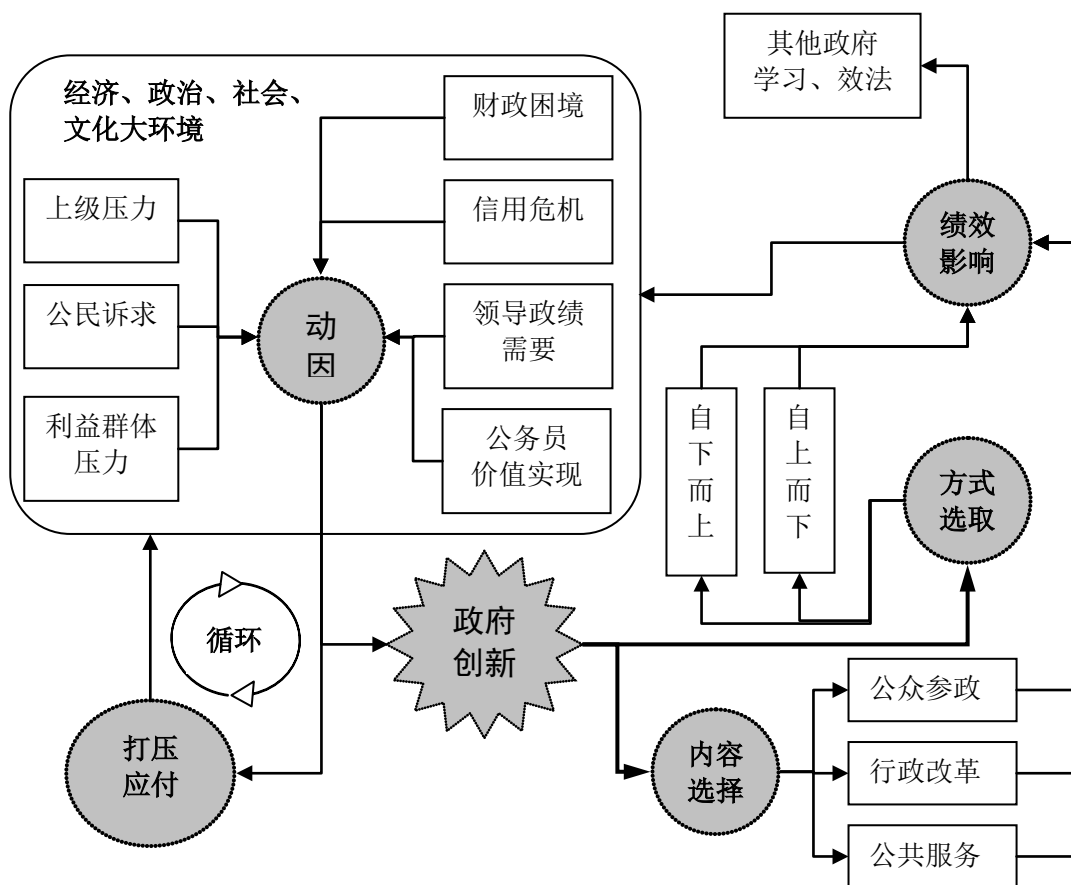 其他政府
学习、效法
经济、政治、社会、
文化大环境
财政困境
上级压力
信用危机
绩效
影响
公民诉求
动
因
领导政绩
需要
利益群体
压力
公务员
价值实现
自
下
而
上
自
上
而
下
方式
选取
循环
政府
创新
打压
应付
内容
选择
公众参政
行政改革
公共服务